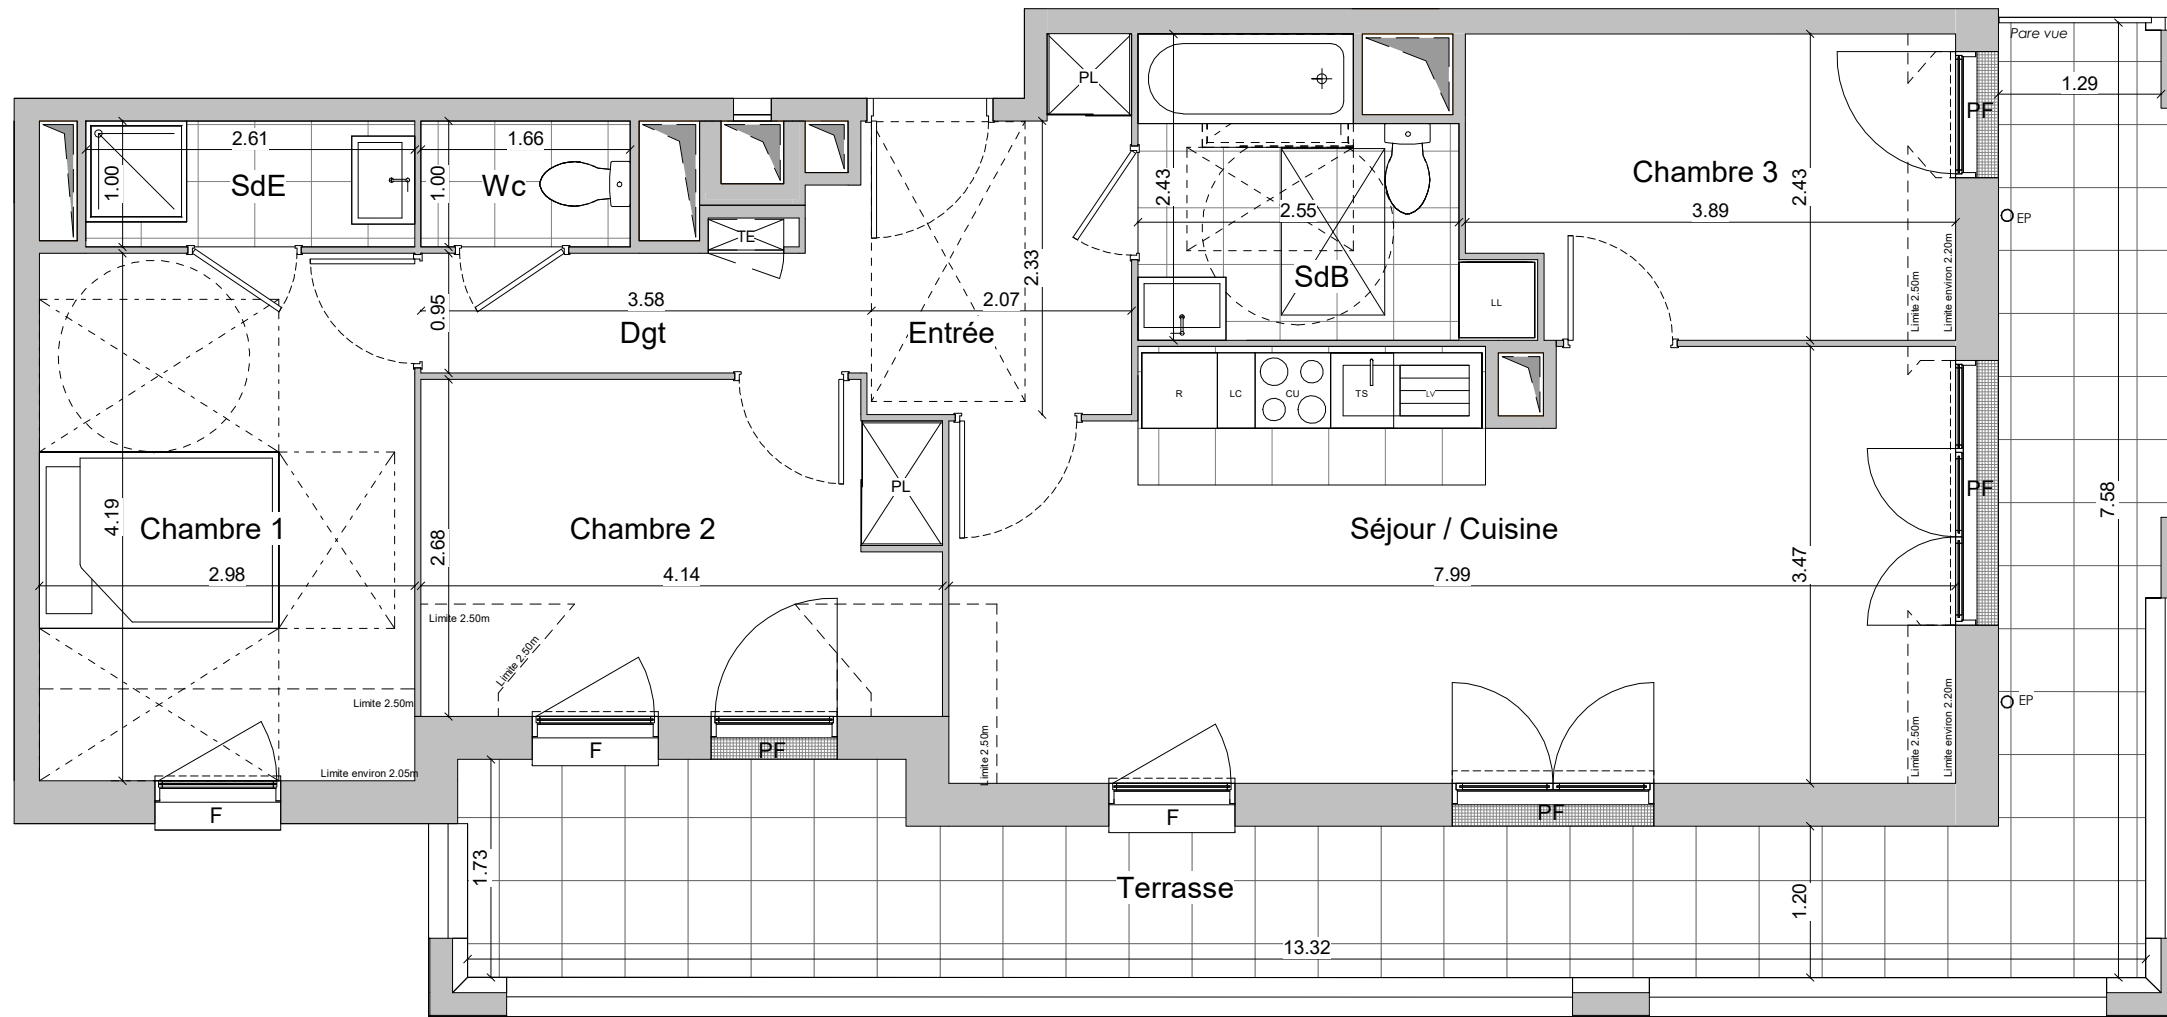 Pare vue
PL
1.29
PF
2.61
1.66
1.00
SdE
1.00
Wc
2.43
2.55
Chambre 3
2.43
3.89
EP
TE
2.33
SdB
3.58
2.07
0.95
Dgt
Entrée
LL
Limite 2.50m
Limite environ 2.20m
R
LC
CU
TS
LV
PL
PF
4.19
Chambre 1
2.98
2.68
Chambre 2
4.14
Séjour / Cuisine
7.99
3.47
7.58
Limite 2.50m
Limite 2.50m
Limite 2.50m
Limite environ 2.05m
Limite 2.50m
Limite 2.50m
Limite environ 2.20m
EP
F
PF
F
F
PF
1.73
Terrasse
1.20
13.32